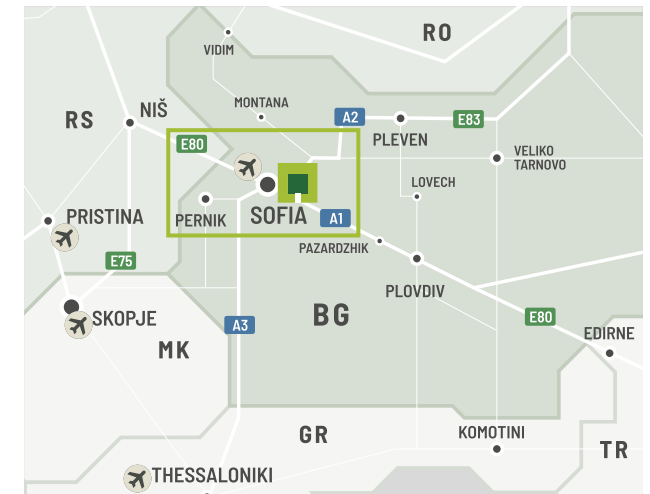 RO
VIDIM
MONTANA
NIŠ
RS
A2
E83
PLEVEN
E80
VELIKO
TARNOVO
LOVECH
PRISTINA
PERNIK
SOFIA
A1
PAZARDZHIK
E75
PLOVDIV
SKOPJE
A3
BG
E80
EDIRNE
MK
GR
KOMOTINI
TR
THESSALONIKI